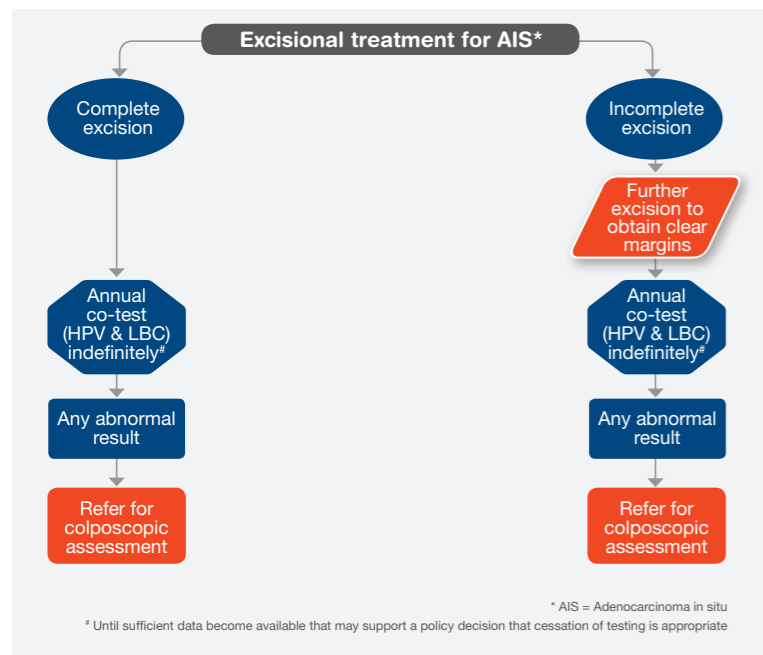 Excisional treatment for AIS*
Complete
excision
Annual
co-test
(HPV & LBC)
indefinitely#
Any abnormal
result
Refer for
colposcopic
assessment
Incomplete
excision
Further
excision to
obtain clear
margins
Annual
co-test
(HPV & LBC)
indefinitely#
Any abnormal
result
Refer for
colposcopic
assessment
* AIS = Adenocarcinoma in situ
# Until sufficient data become available that may support a policy decision that cessation of testing is appropriate